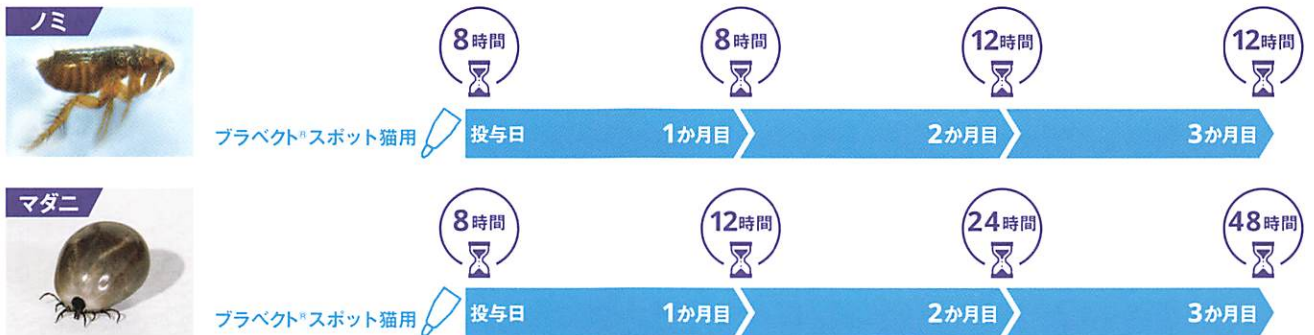 ノミ
8時間
8時間
12時間
12時間
ブラベクト®スポット猫用
投与日
1か月目
2か月目
3か月目
マダニ
8時間
12時間
24時間
48時間
ブラベクト®スポット猫用
投与日
1か月目
2か月目
3か月目